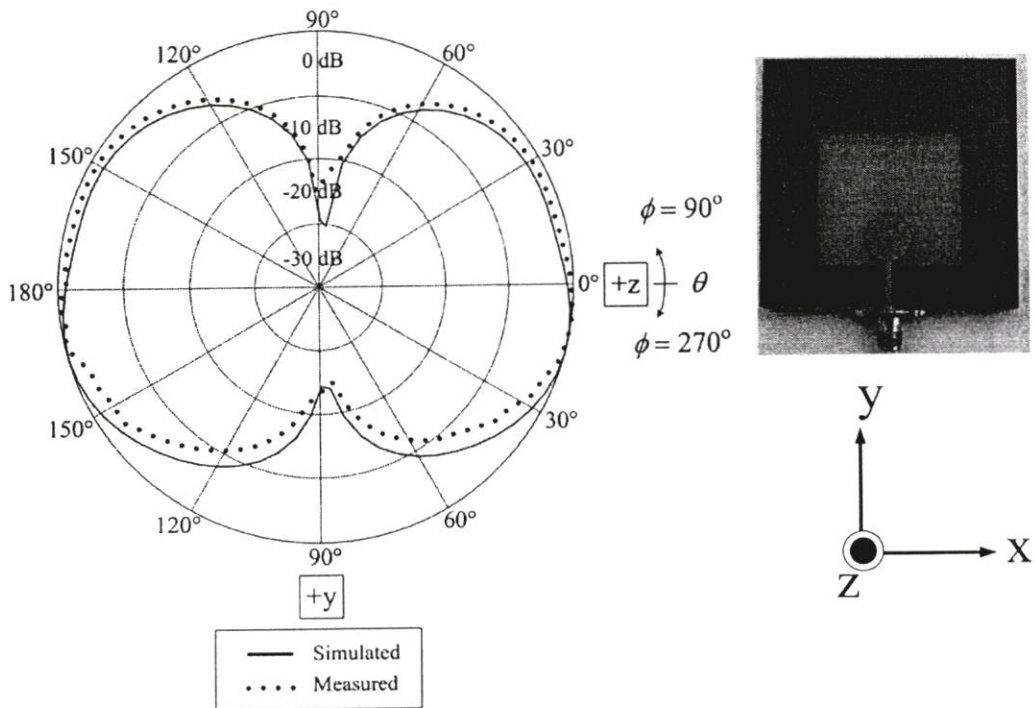 90°
120°
0 dB
60°
-10 dB
150°
30°
-20 dB
ϕ = 90°
-30 dB
180°
0°
+z
θ
ϕ = 270°
150°
30°
y
120°
60°
90°
x
z
+y
Simulated
Measured